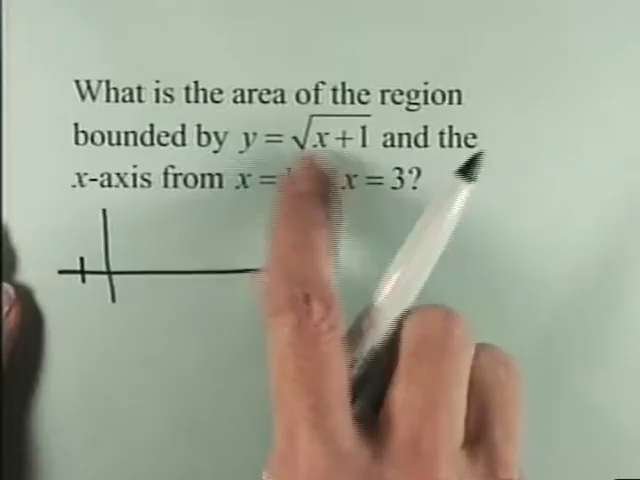 What is the area of the region
bounded by y = √x+1 and the
x-axis from x = x = 3?